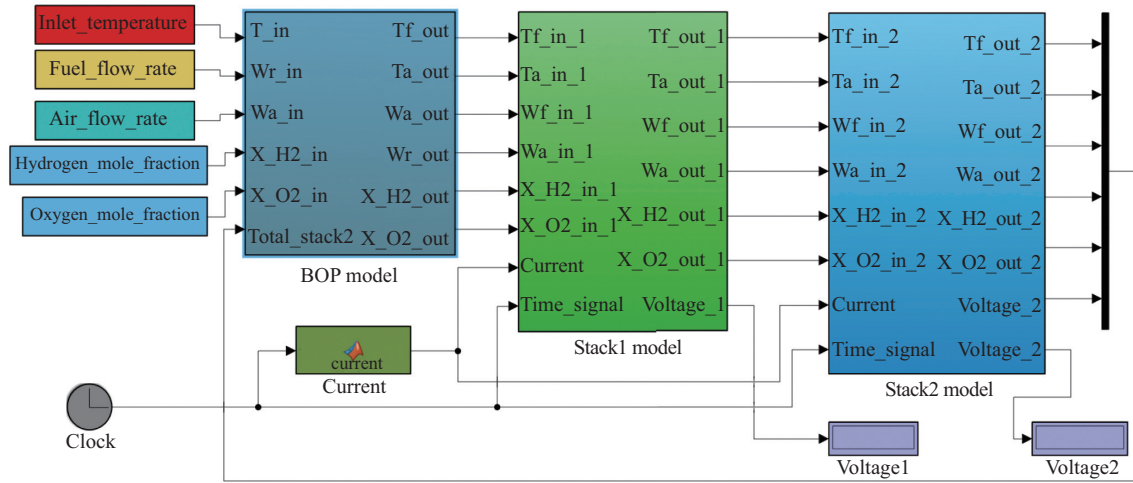 Inlet_temperature
Fuel_flow_rate
Air_flow_rate
Hydrogen_mole_fraction
Oxygen_mole_fraction
T_in
Wr_in
Wa_in
X_H2_in
X_O2_in
Total_stack2
Tf_out
Ta_out
Wa_out
Wr_out
X_H2_out
X_O2_out
BOP model
Tf_in_1
Ta_in_1
Wf_in_1
Wa_in_1
X_H2_in_1
X_O2_in_1
Current
Time_signal
Tf_out_1
Ta_out_1
Wf_out_1
Wa_out_1
X_H2_out_1
X_O2_out_1
Voltage_1
Stack1 model
Tf_in_2
Ta_in_2
Wf_in_2
Wa_in_2
X_H2_in_2
X_O2_in_2
Current
Time_signal
Tf_out_2
Ta_out_2
Wf_out_2
Wa_out_2
X_H2_out_2
X_O2_out_2
Voltage_2
Voltage_2
Stack2 model
current
Current
Clock
Voltage1
Voltage2